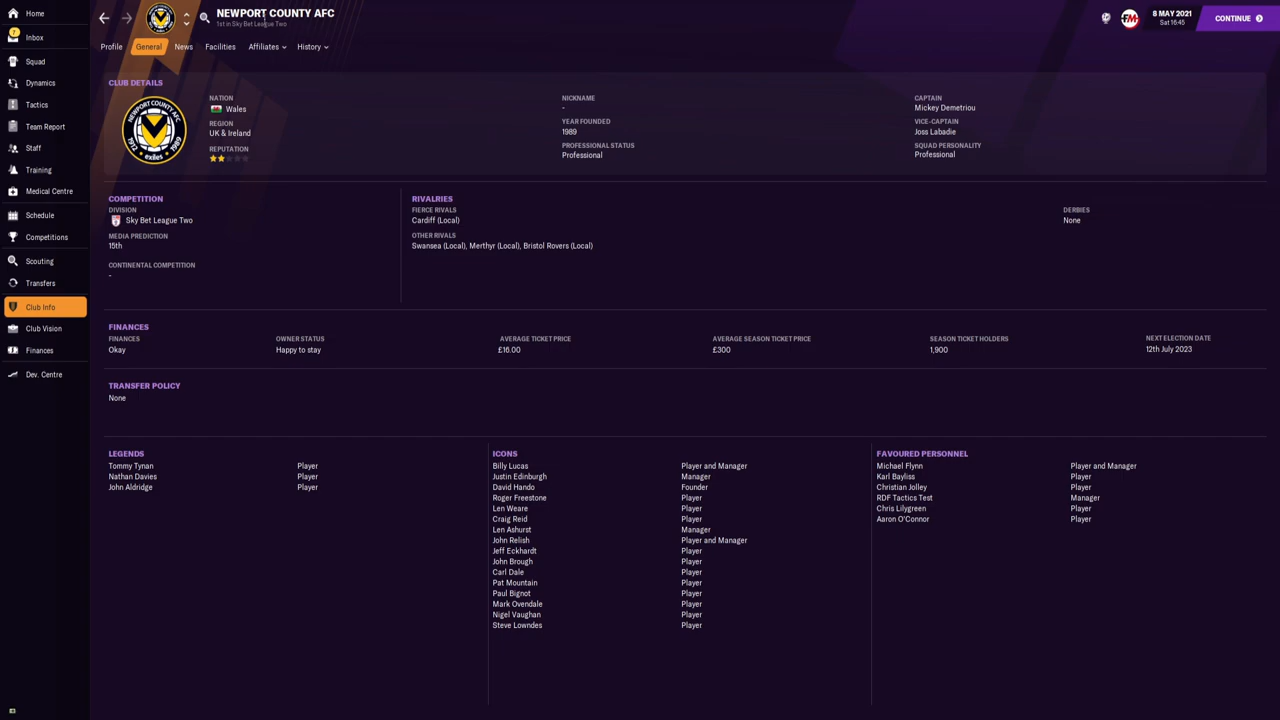 Home
7
Inbox
Squad
Dynamics
Tactics
Team Report
Staff
Training
Medical Centre
Schedule
Competitions
Scouting
Transfers
Club Info
Club Vision
Finances
Dev. Centre
NEWPORT COUNTY AFC
1st in Sky Bet League Two
FM
8 MAY 2021
Sat 16:45
CONTINUE
Profile
General
News
Facilities
Affiliates
History
CLUB DETAILS
NEWPORT COUNTY AFC
1912 exiles 1989
NATION
Wales
REGION
UK & Ireland
REPUTATION
NICKNAME
-
YEAR FOUNDED
1989
PROFESSIONAL STATUS
Professional
CAPTAIN
Mickey Demetriou
VICE-CAPTAIN
Joss Labadie
SQUAD PERSONALITY
Professional
COMPETITION
DIVISION
Sky Bet League Two
MEDIA PREDICTION
15th
CONTINENTAL COMPETITION
-
RIVALRIES
FIERCE RIVALS
Cardiff (Local)
OTHER RIVALS
Swansea (Local), Merthyr (Local), Bristol Rovers (Local)
DERBIES
None
FINANCES
FINANCES
Okay
OWNER STATUS
Happy to stay
AVERAGE TICKET PRICE
£16.00
AVERAGE SEASON TICKET PRICE
£300
SEASON TICKET HOLDERS
1,900
NEXT ELECTION DATE
12th July 2023
TRANSFER POLICY
None
LEGENDS
Tommy Tynan Player
Nathan Davies Player
John Aldridge Player
ICONS
Billy Lucas Player and Manager
Justin Edinburgh Manager
David Hando Founder
Roger Freestone Player
Len Weare Player
Craig Reid Player
Len Ashurst Manager
John Relish Player and Manager
Jeff Eckhardt Player
John Brough Player
Carl Dale Player
Pat Mountain Player
Paul Bignot Player
Mark Ovendale Player
Nigel Vaughan Player
Steve Lowndes Player
FAVOURED PERSONNEL
Michael Flynn Player and Manager
Karl Bayliss Player
Christian Jolley Player
RDF Tactics Test Manager
Chris Lilygreen Player
Aaron O'Connor Player